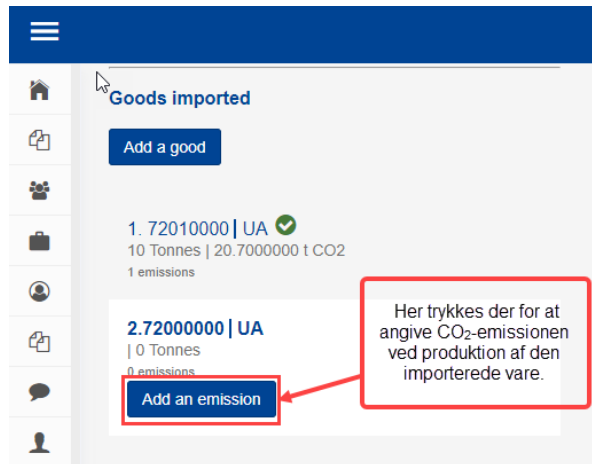 Goods imported
Add a good
1. 72010000 | UA
10 Tonnes | 20.7000000 t CO2
1 emissions
2.72000000 | UA
| 0 Tonnes
0 emissions
Add an emission
Her trykkes der for at
angive CO₂-emissionen
ved produktion af den
importerede vare.